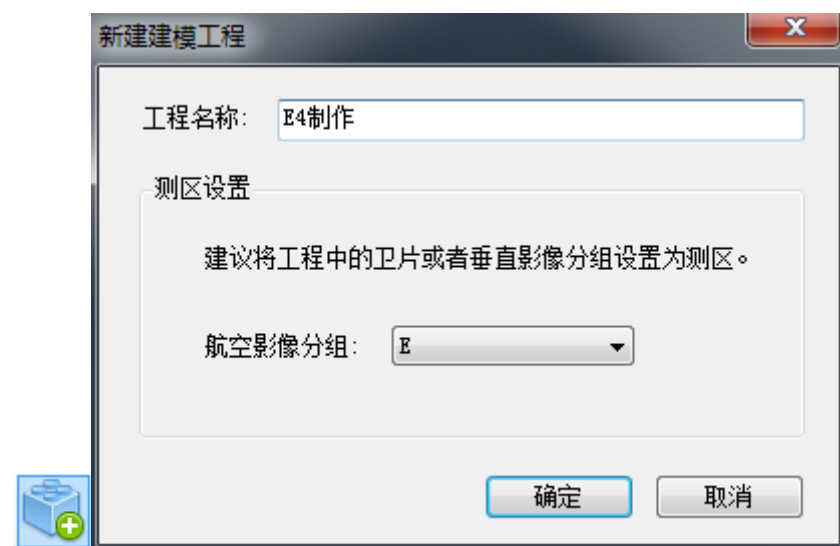 新建建模工程
工程名称: E4制作
测区设置
建议将工程中的卫片或者垂直影像分组设置为测区。
航空影像分组: E
确定 取消